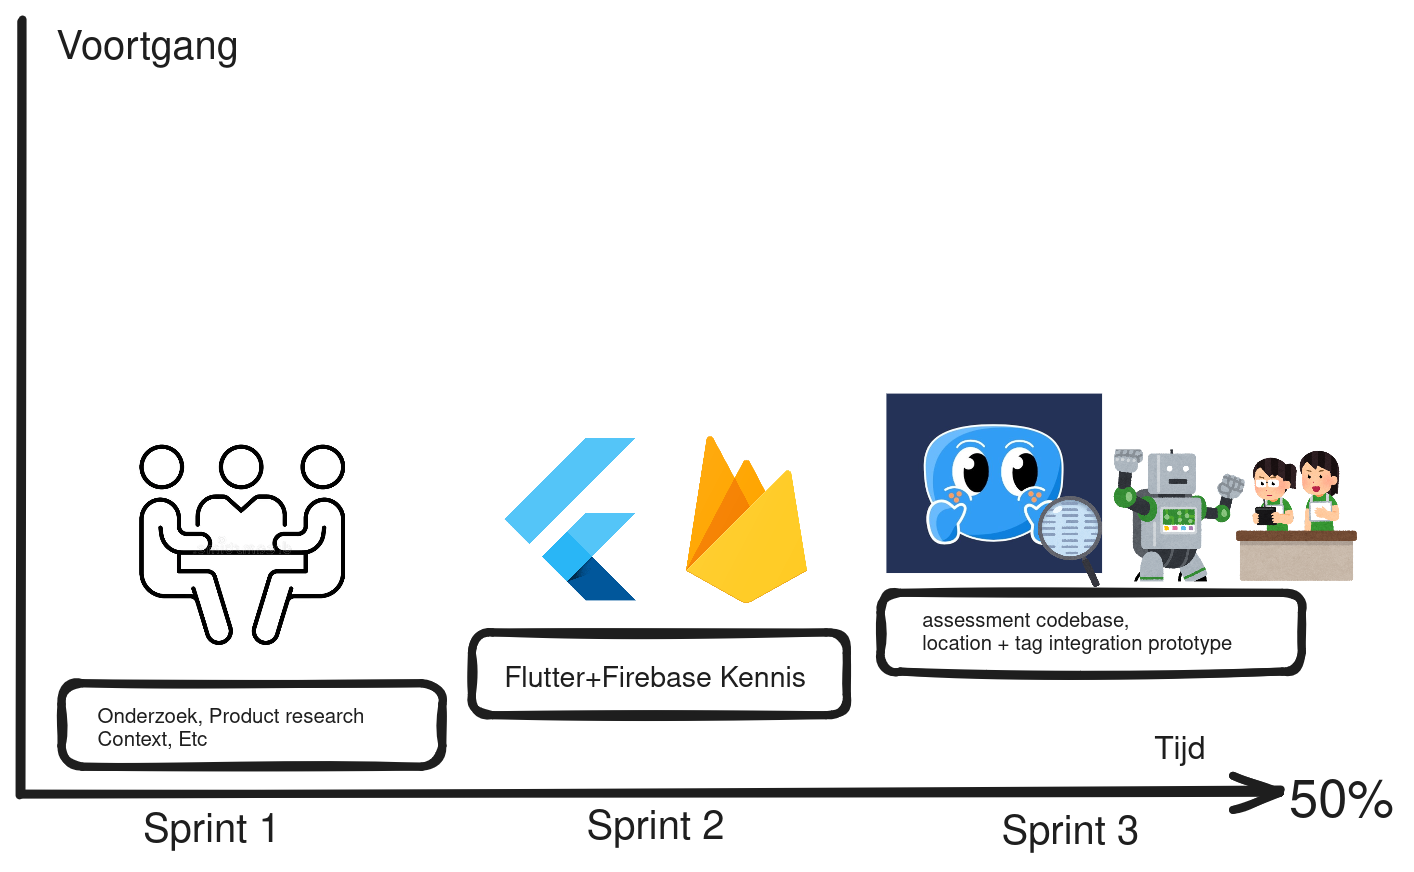 Voortgang
Onderzoek, Product research
Context, Etc
Flutter+Firebase Kennis
assessment codebase,
location + tag integration prototype
Tijd
50%
Sprint 1
Sprint 2
Sprint 3